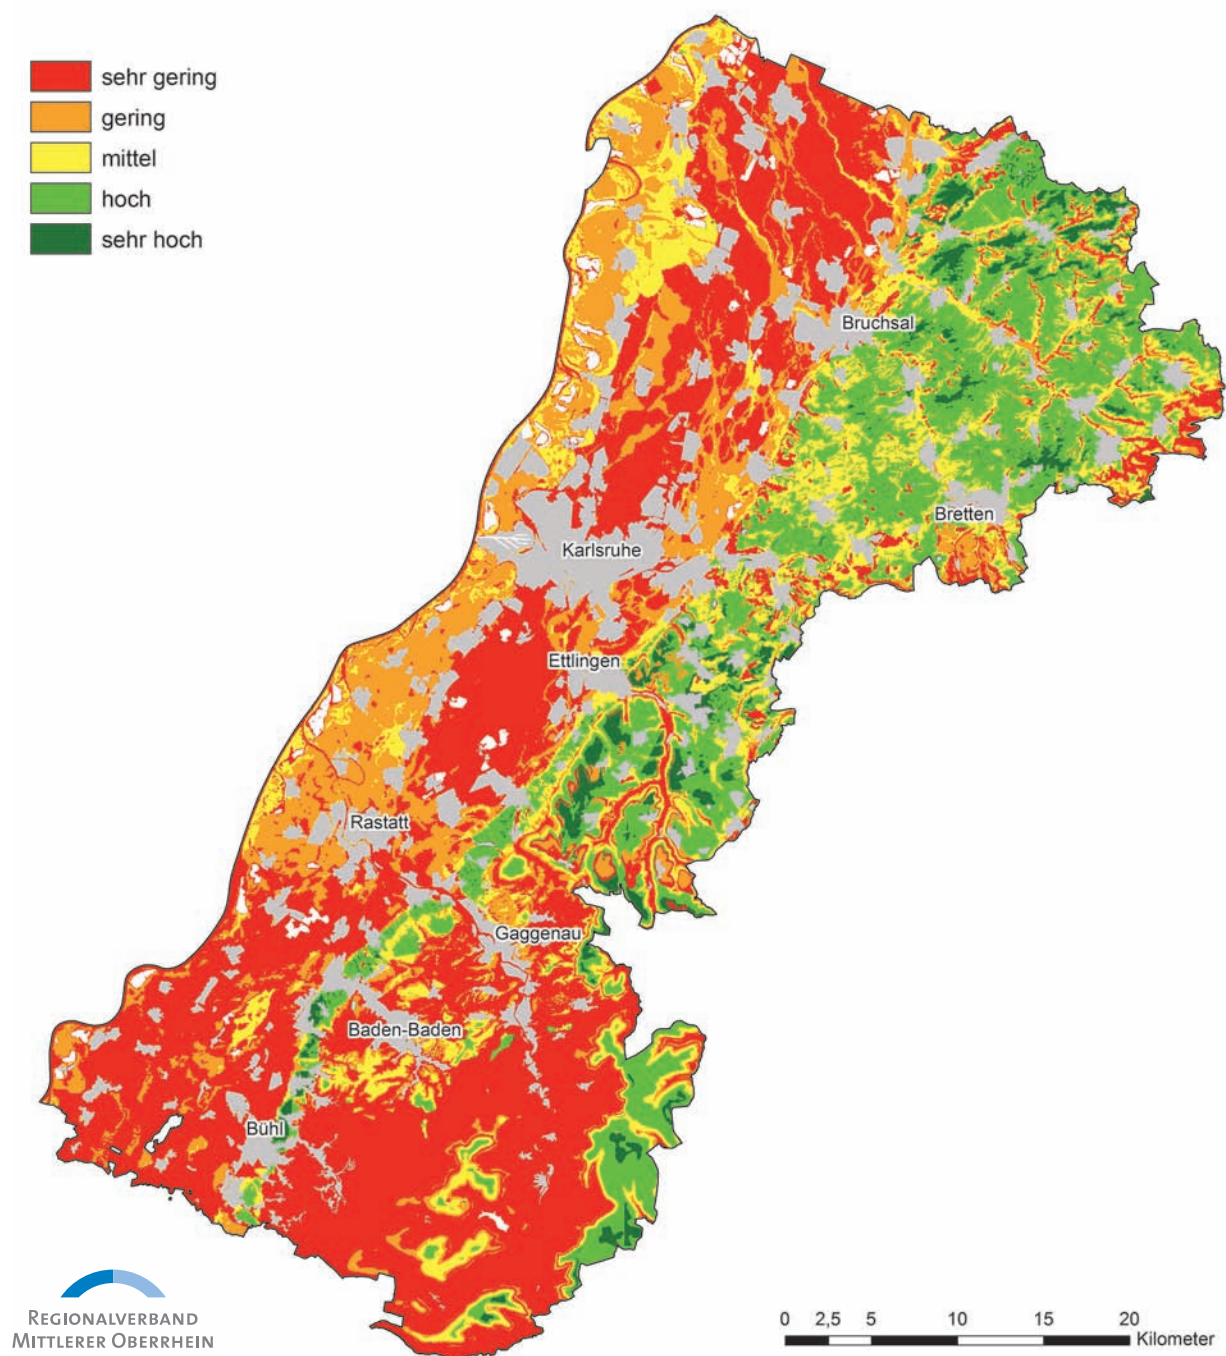 sehr gering
gering
mittel
hoch
sehr hoch
Bruchsal
Bretten
Karlsruhe
Ettlingen
Rastatt
Gaggenau
Baden-Baden
Bühl
REGIONALVERBAND
MITTLERER OBERRHEIN
0 2,5 5 10 15 20
Kilometer